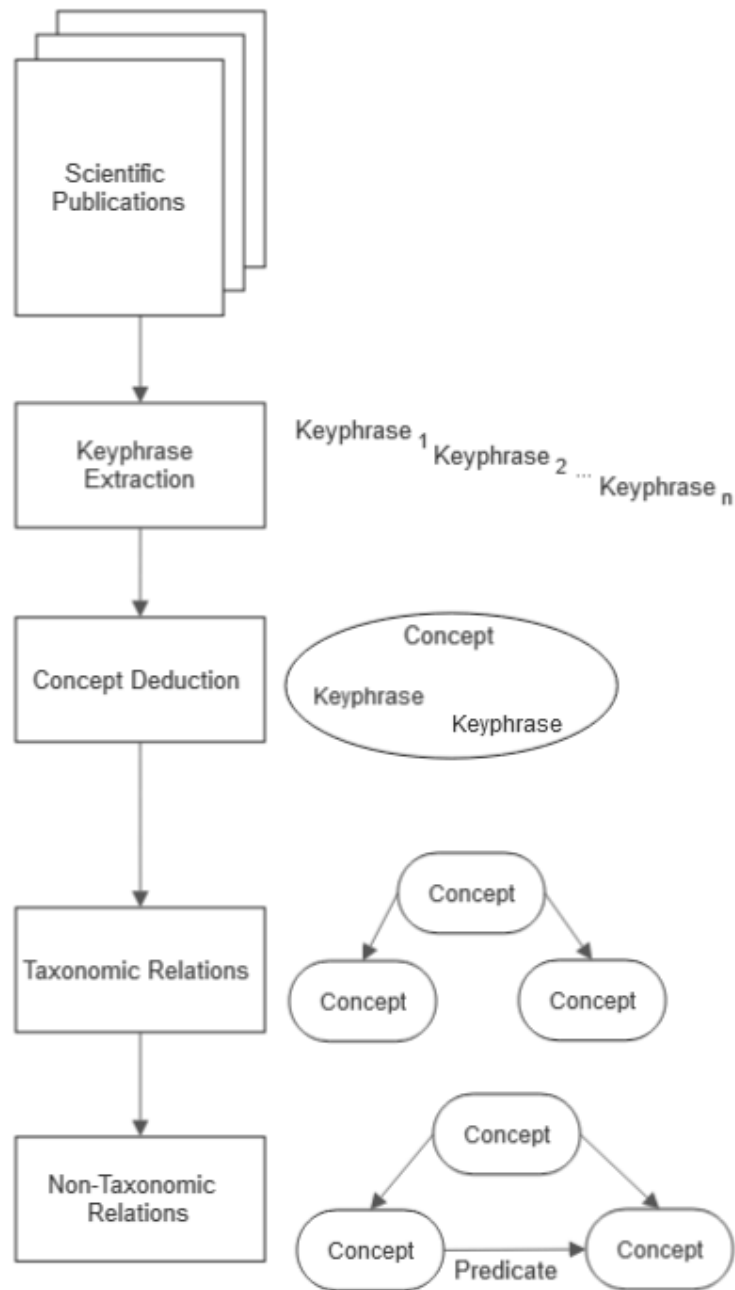 Scientific
Publications
Keyphrase
Extraction
Keyphrase 1 Keyphrase 2 ... Keyphrase n
Concept Deduction
Concept
Keyphrase
Keyphrase
Taxonomic Relations
Concept
Concept
Concept
Non-Taxonomic
Relations
Concept
Concept
Predicate
Concept